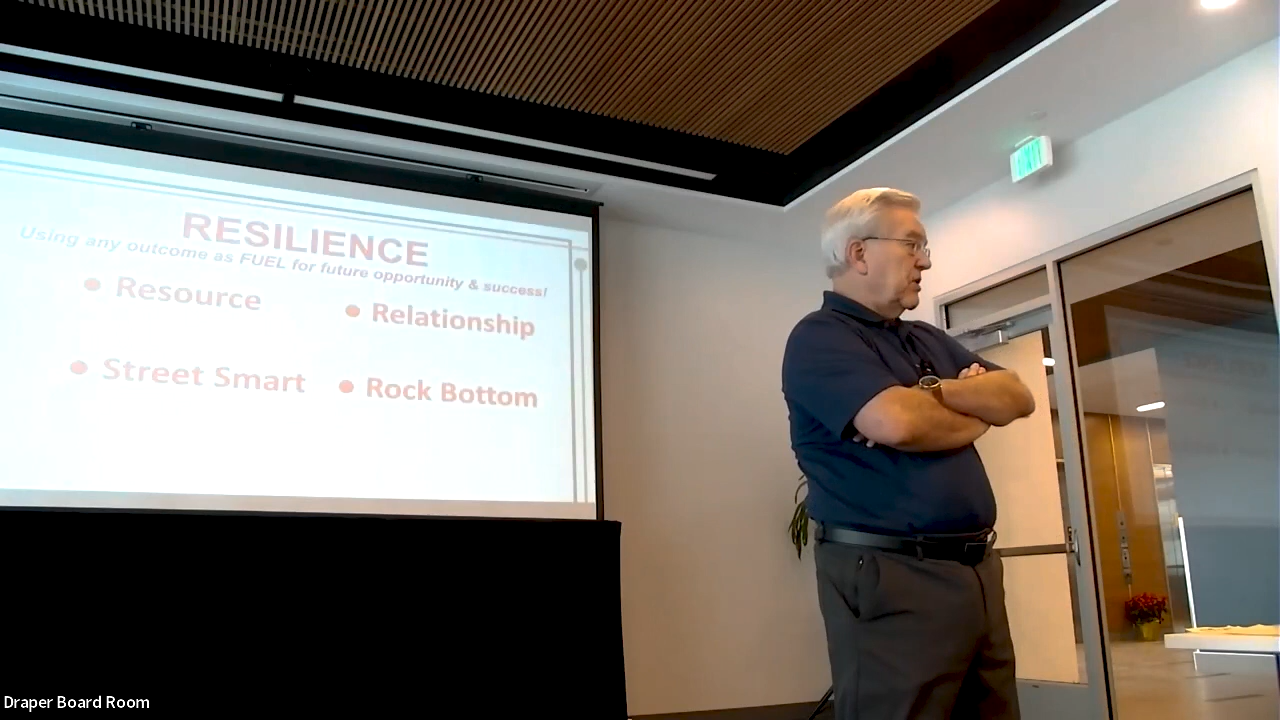 RESILIENCE
Using any outcome as FUEL for future opportunity & success!
• Resource
• Relationship
• Street Smart
• Rock Bottom
EXIT
Draper Board Room